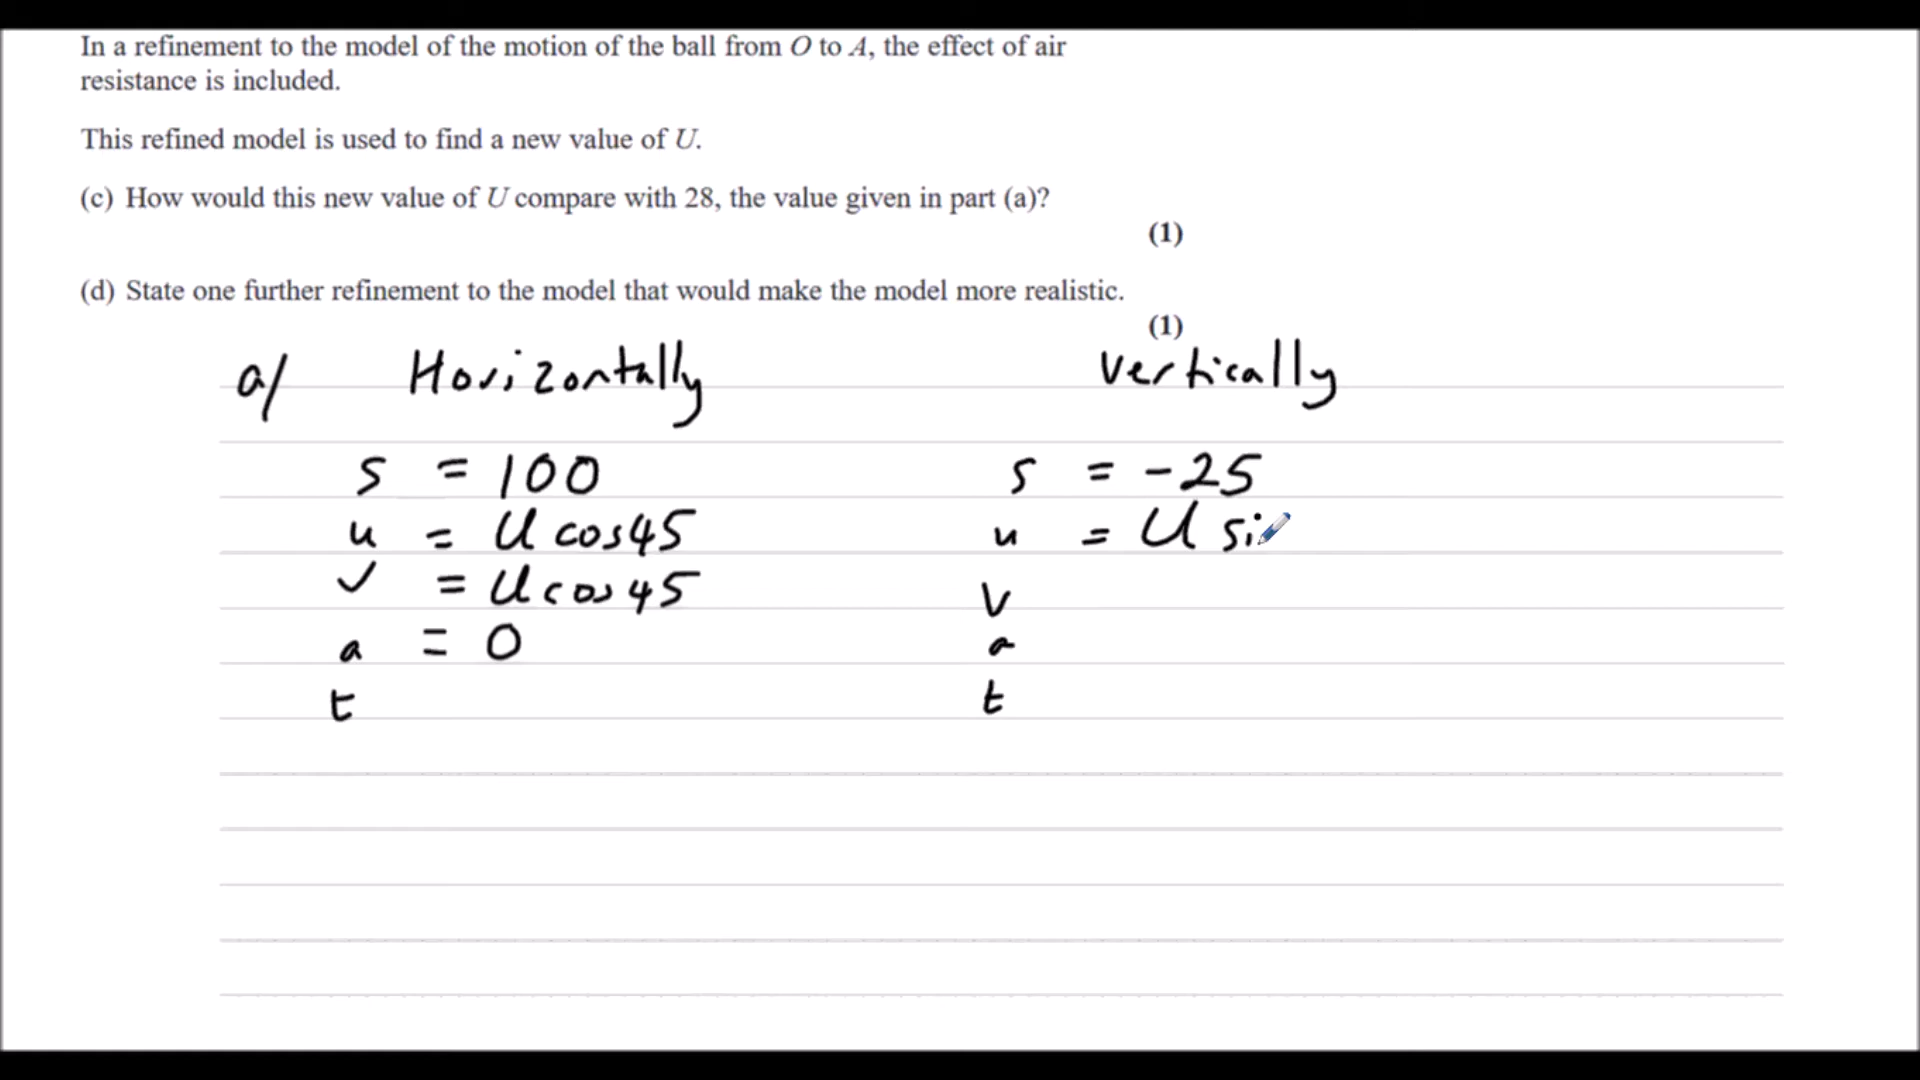 In a refinement to the model of the motion of the ball from O to A, the effect of air
resistance is included.
This refined model is used to find a new value of U.
(c) How would this new value of U compare with 28, the value given in part (a)?
(1)
(d) State one further refinement to the model that would make the model more realistic.
(1)
a/ Horizontally
s = 100
u = U cos45
v = U cos45
a = 0
t
Vertically
s = -25
u = U si
v
a
t